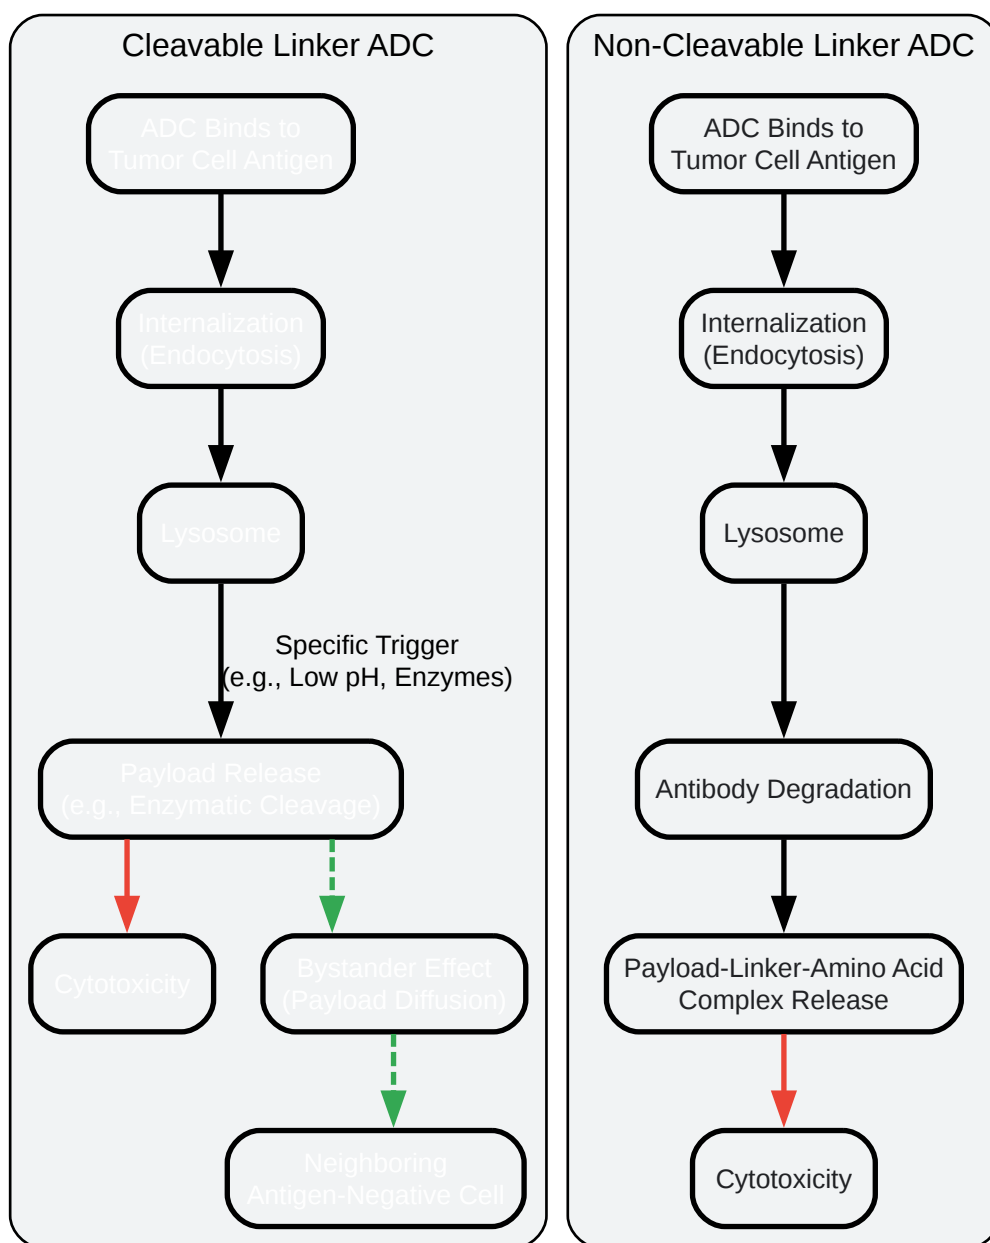 Cleavable Linker ADC
ADC Binds to
Tumor Cell Antigen
Internalization
(Endocytosis)
Lysosome
Specific Trigger
(e.g., Low pH, Enzymes)
Payload Release
(e.g., Enzymatic Cleavage)
Cytotoxicity
Bystander Effect
(Payload Diffusion)
Neighboring
Antigen-Negative Cell
Non-Cleavable Linker ADC
ADC Binds to
Tumor Cell Antigen
Internalization
(Endocytosis)
Lysosome
Antibody Degradation
Payload-Linker-Amino Acid
Complex Release
Cytotoxicity